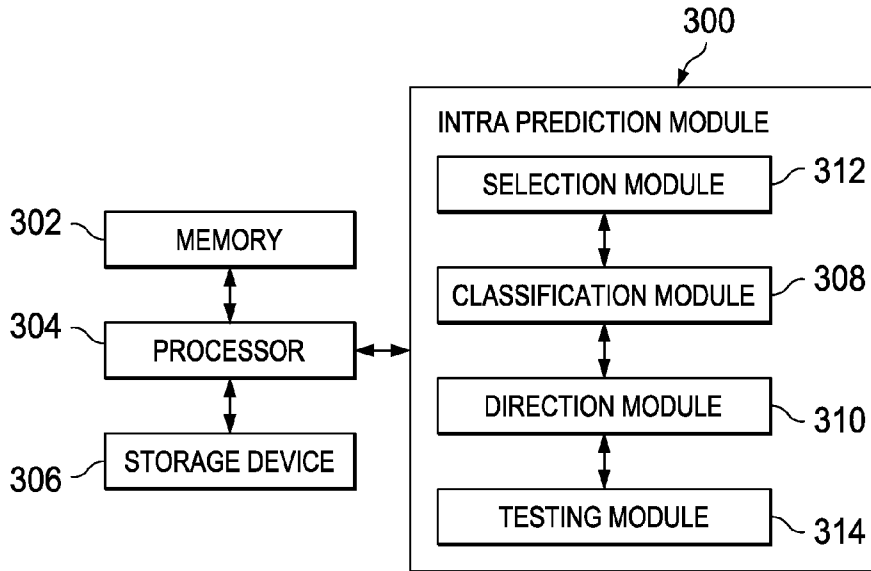 300
INTRA PREDICTION MODULE
SELECTION MODULE
312
302
MEMORY
CLASSIFICATION MODULE
308
304
PROCESSOR
DIRECTION MODULE
310
306
STORAGE DEVICE
TESTING MODULE
314